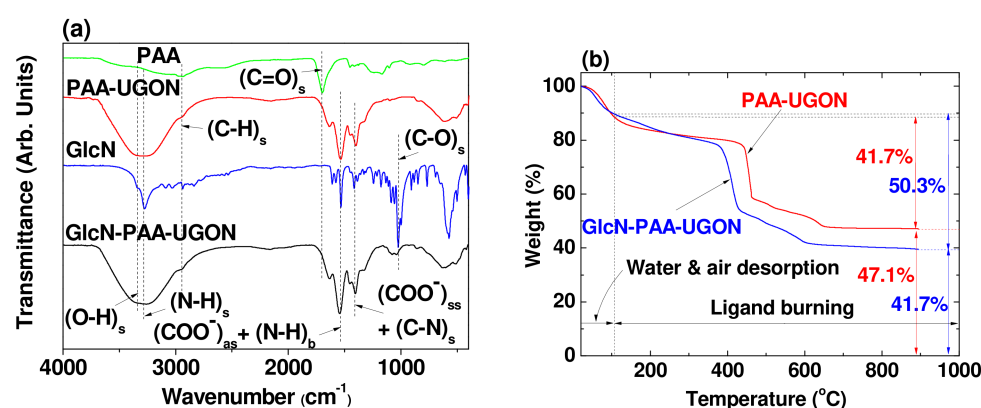 (a)
Transmittance (Arb. Units)
PAA
(C=O)s
PAA-UGON
(C-H)s
(C-O)s
GlcN
GlcN-PAA-UGON
(O-H)s
(N-H)s
(COO⁻)ss
(COO⁻)as + (N-H)b
+ (C-N)s
4000 3000 2000 1000
Wavenumber (cm⁻¹)
(b)
Weight (%)
100
80
60
40
20
0
PAA-UGON
41.7%
50.3%
GlcN-PAA-UGON
Water & air desorption
47.1%
41.7%
Ligand burning
200 400 600 800 1000
Temperature (°C)